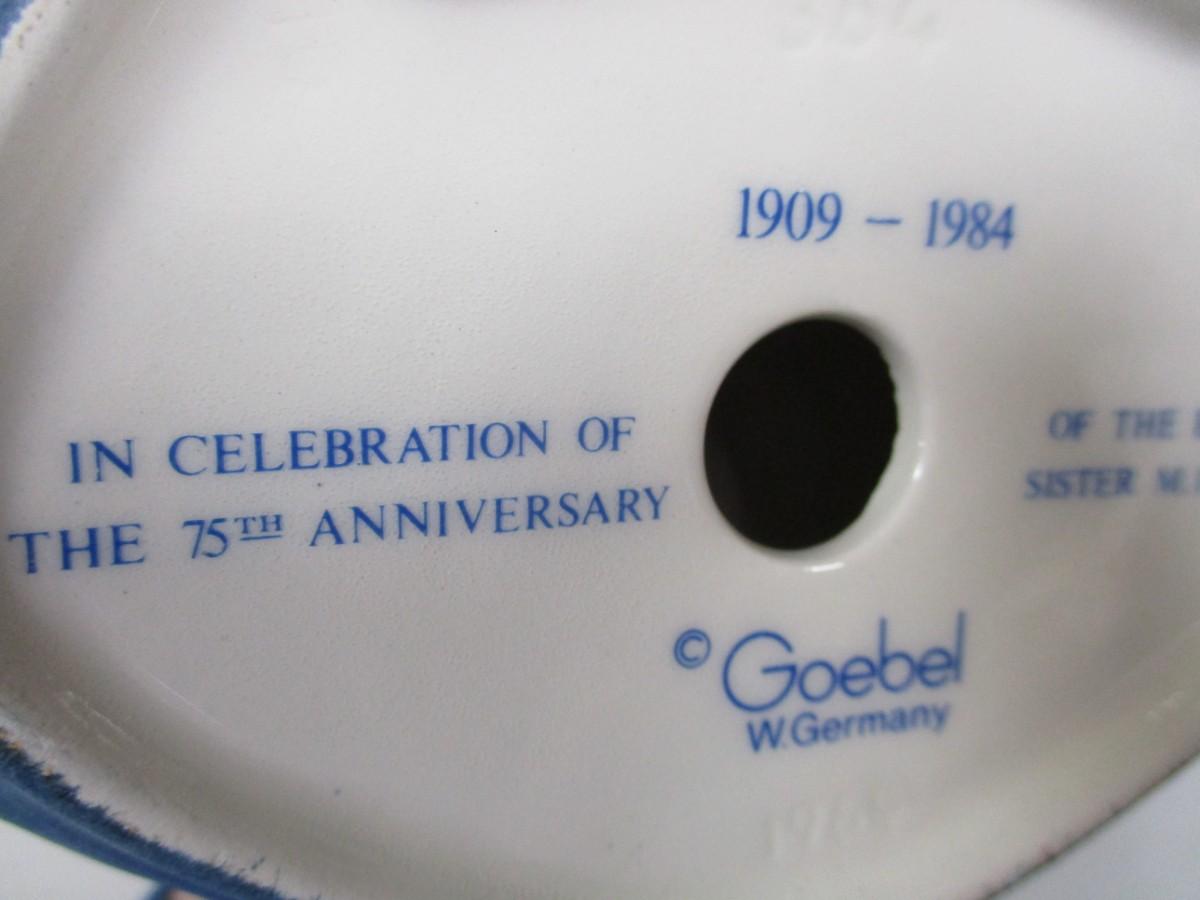 1909 – 1984
IN CELEBRATION OF
THE 75TH ANNIVERSARY
OF THE
SISTER M.
© Goebel
W.Germany